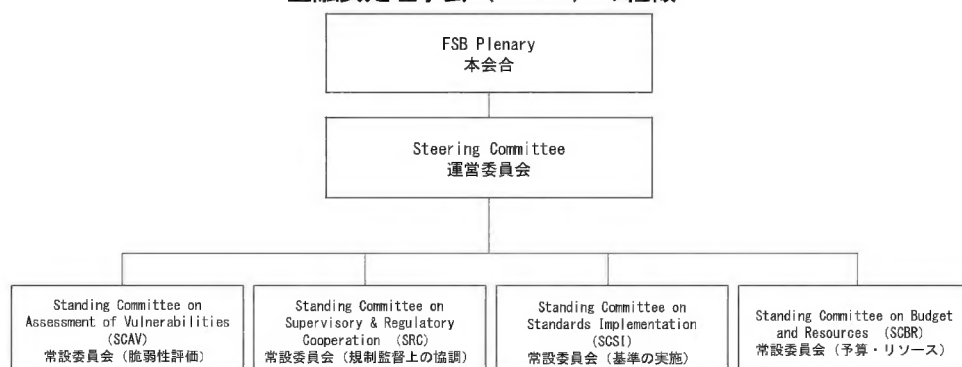 FSB Plenary
本会合
Steering Committee
運営委員会
Standing Committee on
Assessment of Vulnerabilities
(SCAV)
常設委員会（脆弱性評価）
Standing Committee on
Supervisory & Regulatory
Cooperation (SRC)
常設委員会（規制監督上の協調）
Standing Committee on
Standards Implementation
(SCSI)
常設委員会（基準の実施）
Standing Committee on Budget
and Resources (SCBR)
常設委員会（予算・リソース）